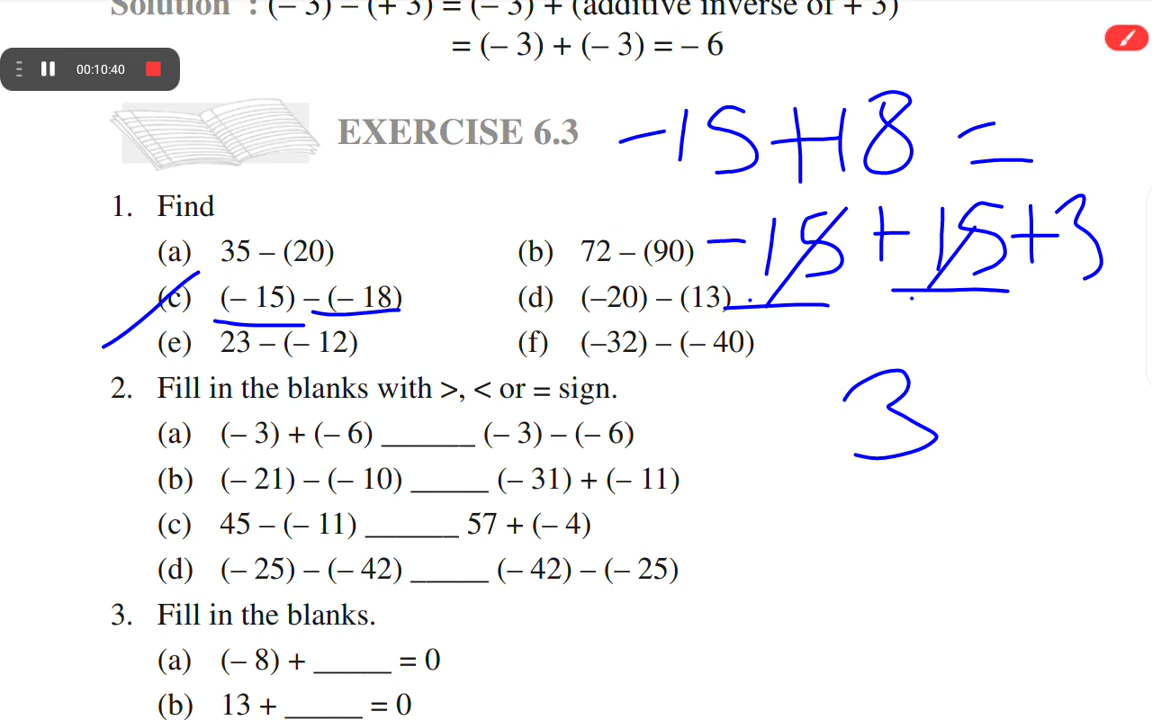 Solution : (– 3) – (+ 3) = (– 3) + (additive inverse of + 3)
= (– 3) + (– 3) = – 6
00:10:40
EXERCISE 6.3
-15+18 =
1. Find
(a) 35 – (20) (b) 72 – (90)
-15+15+3
(c) (– 15) – (– 18) (d) (–20) – (13)
(e) 23 – (– 12) (f) (–32) – (– 40)
3
2. Fill in the blanks with >, < or = sign.
(a) (– 3) + (– 6) ______ (– 3) – (– 6)
(b) (– 21) – (– 10) _____ (– 31) + (– 11)
(c) 45 – (– 11) ______ 57 + (– 4)
(d) (– 25) – (– 42) _____ (– 42) – (– 25)
3. Fill in the blanks.
(a) (– 8) + _____ = 0
(b) 13 + _____ = 0